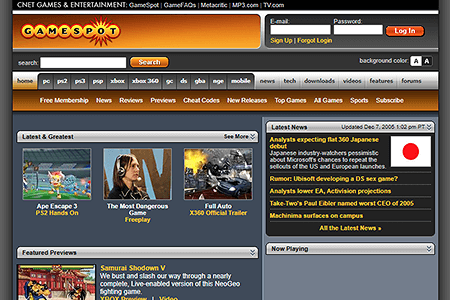 CNET GAMES & ENTERTAINMENT: GameSpot | GameFAQs | Metacritic | MP3.com | TV.com
GAMESPOT
E-mail: Password:
Log In
Sign Up | Forgot Login
search: Search
background color: A A
home pc ps2 ps3 psp xbox xbox 360 gc ds gba nge mobile news tech downloads videos features forums
Free Membership News Reviews Previews Cheat Codes New Releases Top Games All Games Sports Subscribe
Latest & Greatest See More
Ape Escape 3
PS2 Hands On
The Most Dangerous
Game
Freeplay
Full Auto
X360 Official Trailer
Featured Previews
Samurai Shodown V
We bust and slash our way through a nearly
complete, Live-enabled version of this NeoGeo
fighting game.
XBOX Preview | Video
Latest News Updated Dec 7, 2005 1:02 pm PT
Analysts expecting flat 360 Japanese
debut
Japanese industry-watchers pessimistic
about Microsoft's chances to repeat the
sellouts of the US and European launches.
Rumor: Ubisoft developing a DS sex game?
Analysts lower EA, Activision projections
Take-Two's Paul Eibler named worst CEO of 2005
Machinima surfaces on campus
All the Latest News »
Now Playing